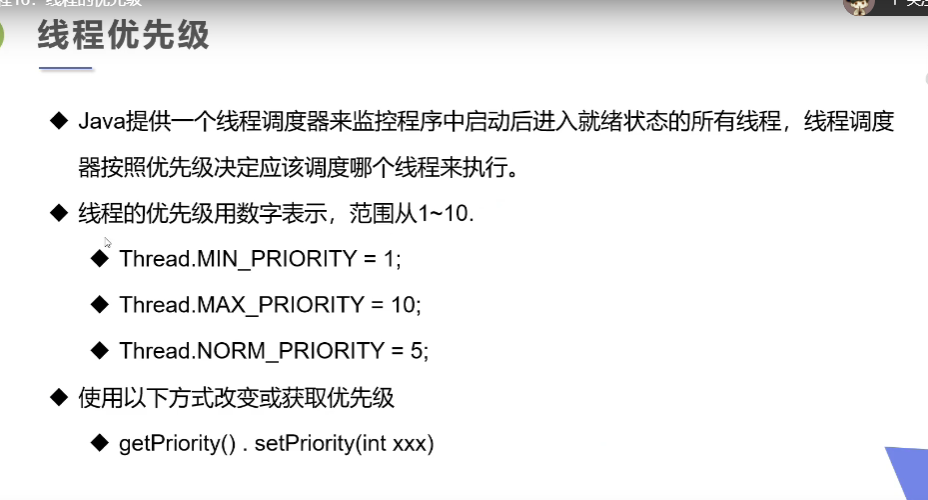 程10：线程的优先级
线程优先级
Java提供一个线程调度器来监控程序中启动后进入就绪状态的所有线程，线程调度
器按照优先级决定应该调度哪个线程来执行。
线程的优先级用数字表示，范围从1~10.
Thread.MIN_PRIORITY = 1;
Thread.MAX_PRIORITY = 10;
Thread.NORM_PRIORITY = 5;
使用以下方式改变或获取优先级
getPriority() . setPriority(int xxx)